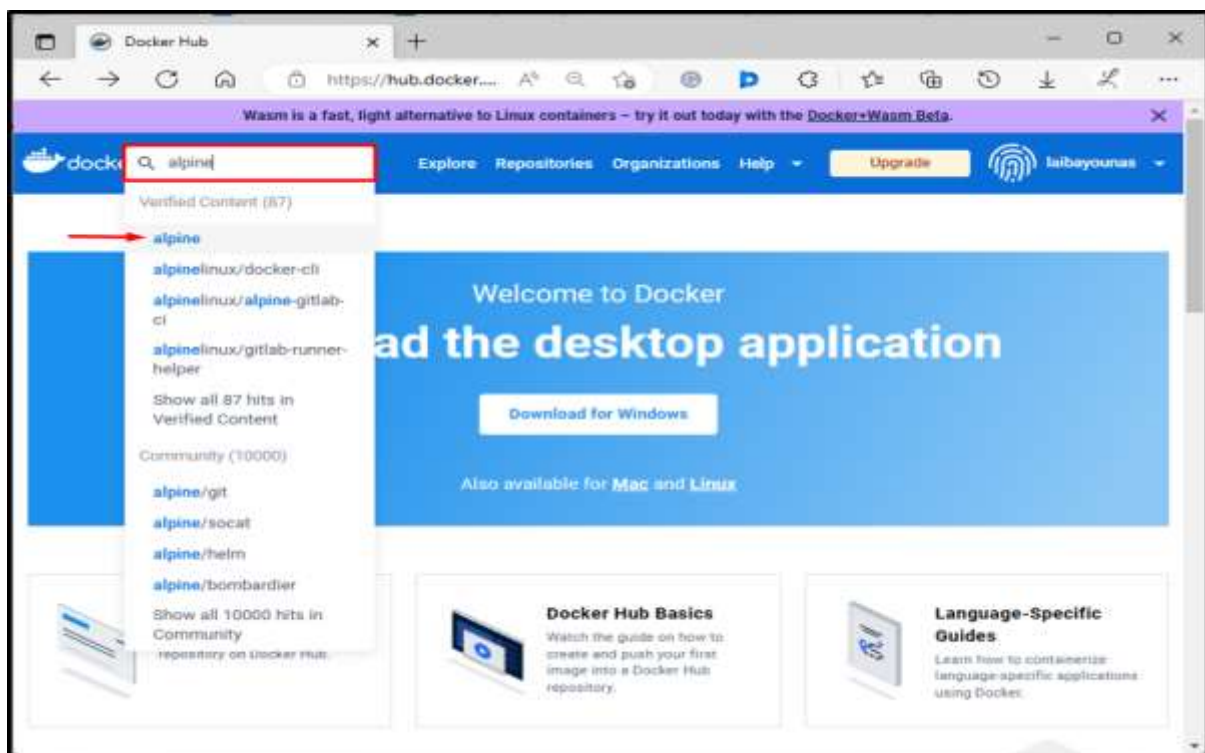 Docker Hub
https://hub.docker....
Wasm is a fast, light alternative to Linux containers – try it out today with the Docker+Wasm Beta.
docke
alpine
Explore Repositories Organizations Help
Upgrade
laibayounas
Verified Content (87)
alpine
alpinelinux/docker-cli
alpinelinux/alpine-gitlab-
ci
alpinelinux/gitlab-runner-
helper
Show all 87 hits in
Verified Content
Community (10000)
alpine/git
alpine/socat
alpine/helm
alpine/bombardier
Show all 10000 hits in
Community
repository on Docker Hub.
Welcome to Docker
ad the desktop application
Download for Windows
Also available for Mac and Linux
Docker Hub Basics
Watch the guide on how to
create and push your first
image into a Docker Hub
repository.
Language-Specific
Guides
Learn how to containerize
language-specific applications
using Docker.